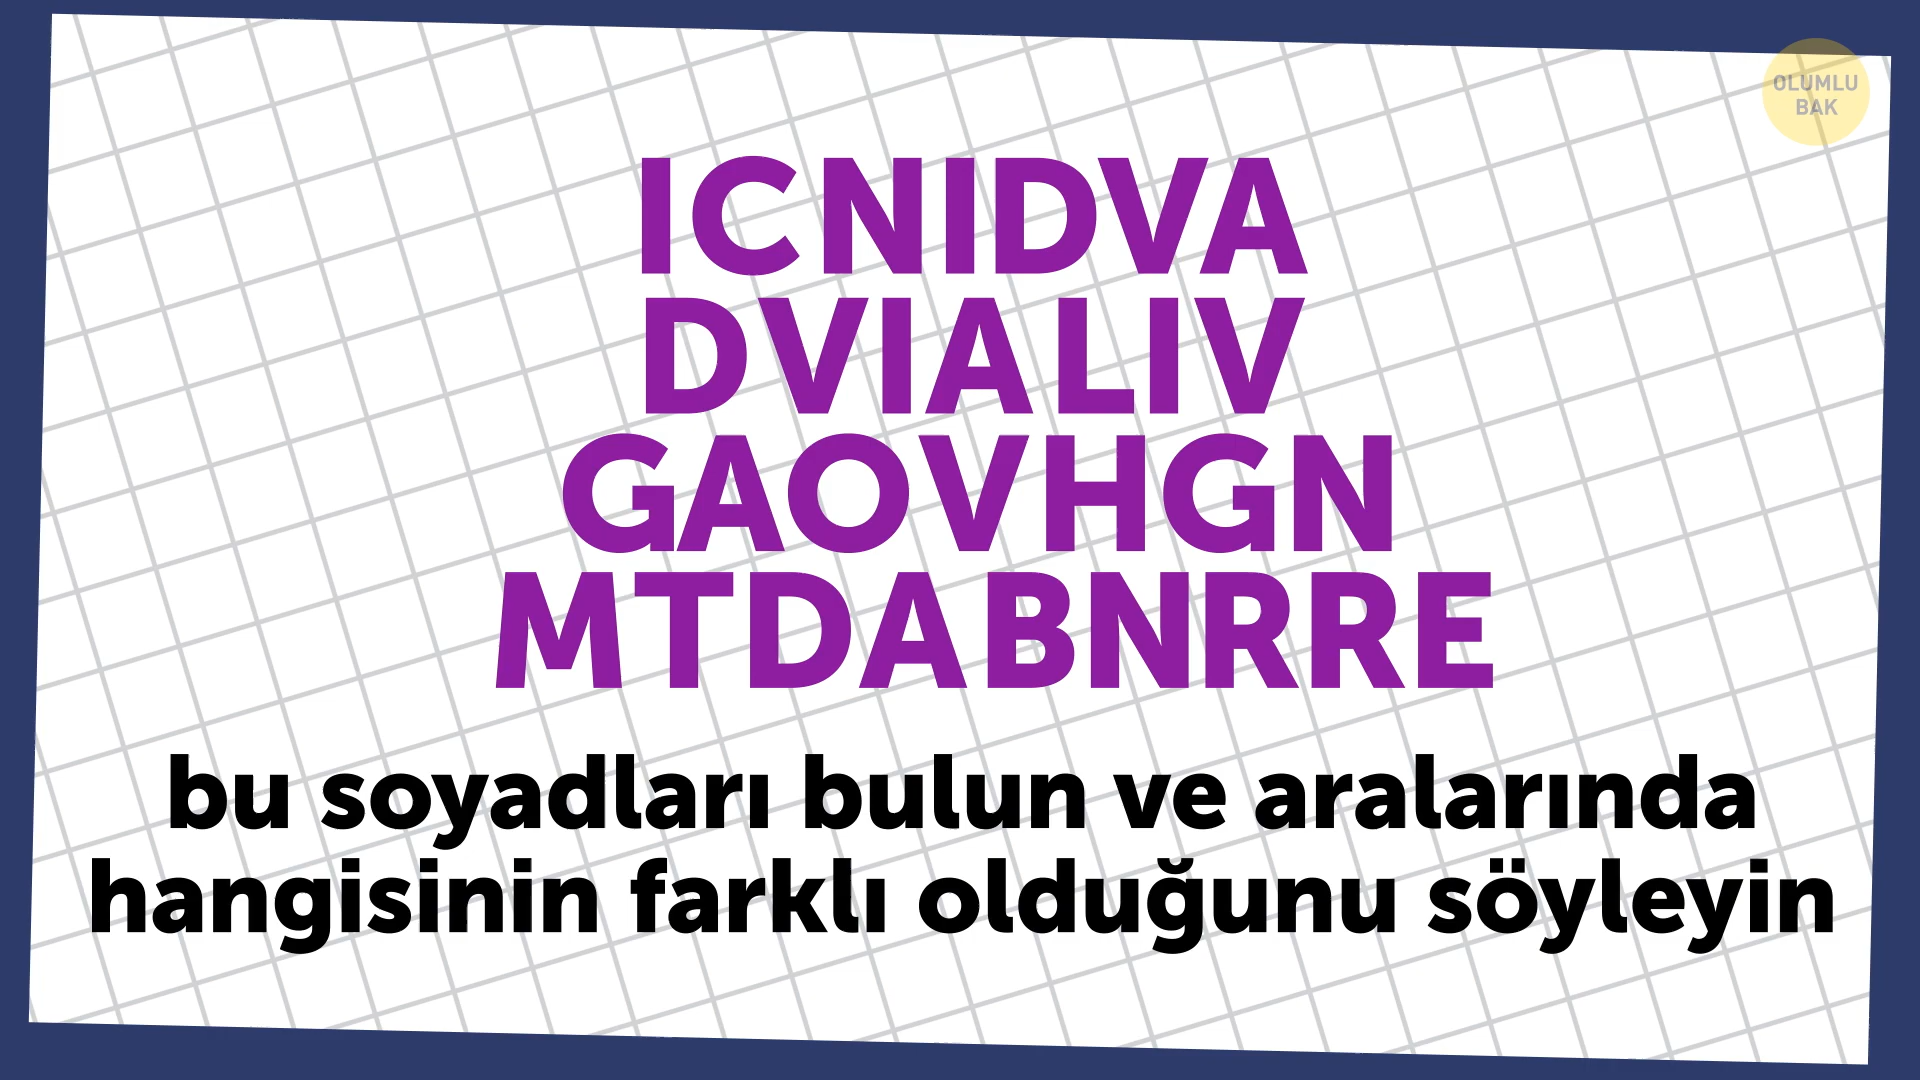 OLUMLU
BAK
ICNIDVA
DVIALIV
GAOVHGN
MTDABNRRE
bu soyadları bulun ve aralarında
hangisinin farklı olduğunu söyleyin